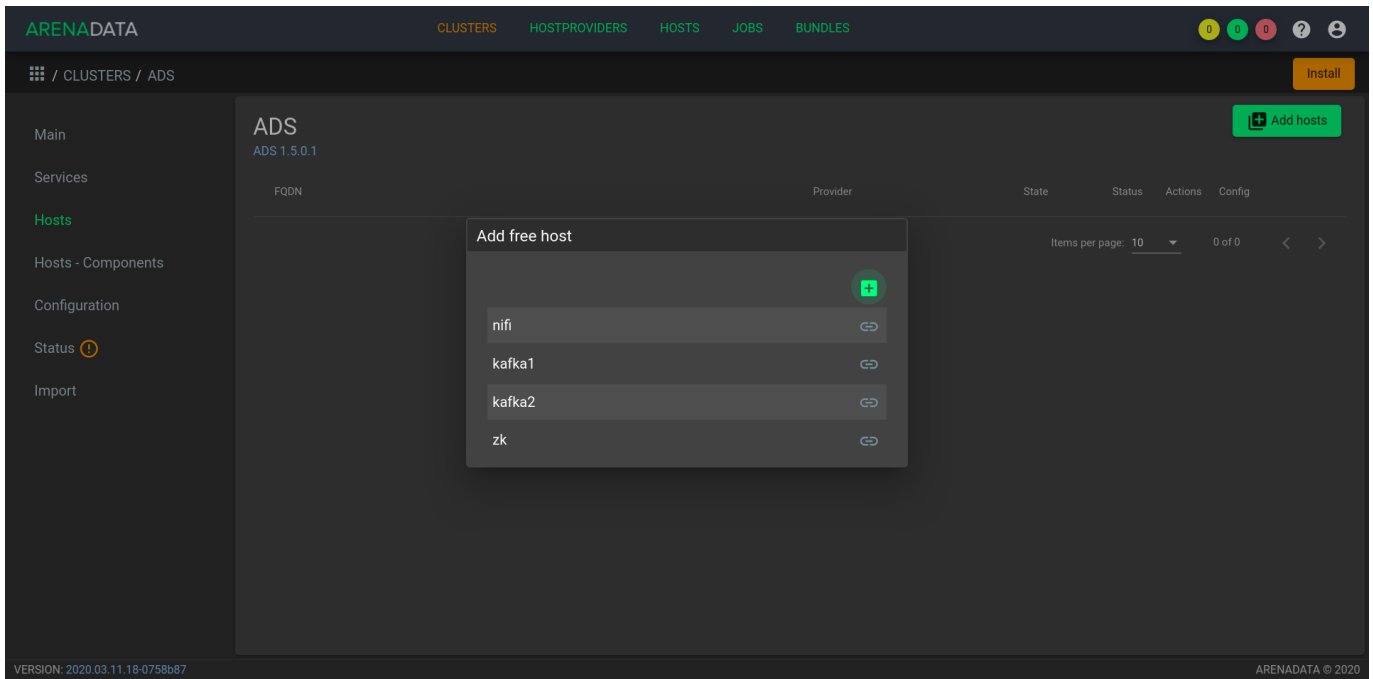 ARENADATA CLUSTERS HOSTPROVIDERS HOSTS JOBS BUNDLES 0 0 0 ?
/ CLUSTERS / ADS Install
Main
Services
Hosts
Hosts - Components
Configuration
Status
Import
ADS
ADS 1.5.0.1
Add hosts
FQDN Provider State Status Actions Config
Items per page: 10 0 of 0
Add free host
nifi
kafka1
kafka2
zk
VERSION: 2020.03.11.18-0758b87 ARENADATA © 2020